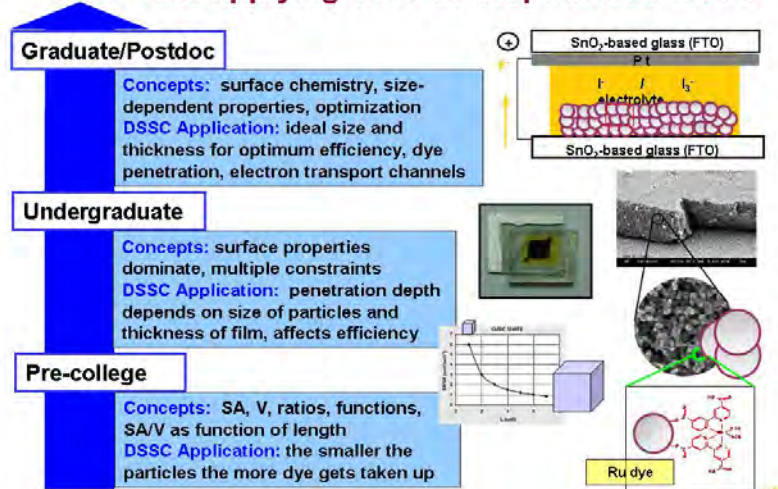 Graduate/Postdoc
Concepts: surface chemistry, size-
dependent properties, optimization
DSSC Application: ideal size and
thickness for optimum efficiency, dye
penetration, electron transport channels
Undergraduate
Concepts: surface properties
dominate, multiple constraints
DSSC Application: penetration depth
depends on size of particles and
thickness of film, affects efficiency
Pre-college
Concepts: SA, V, ratios, functions,
SA/V as function of length
DSSC Application: the smaller the
particles the more dye gets taken up
+
SnO₂-based glass (FTO)
Pt
I⁻ / I₃⁻
electrolyte
SnO₂-based glass (FTO)
Ru dye